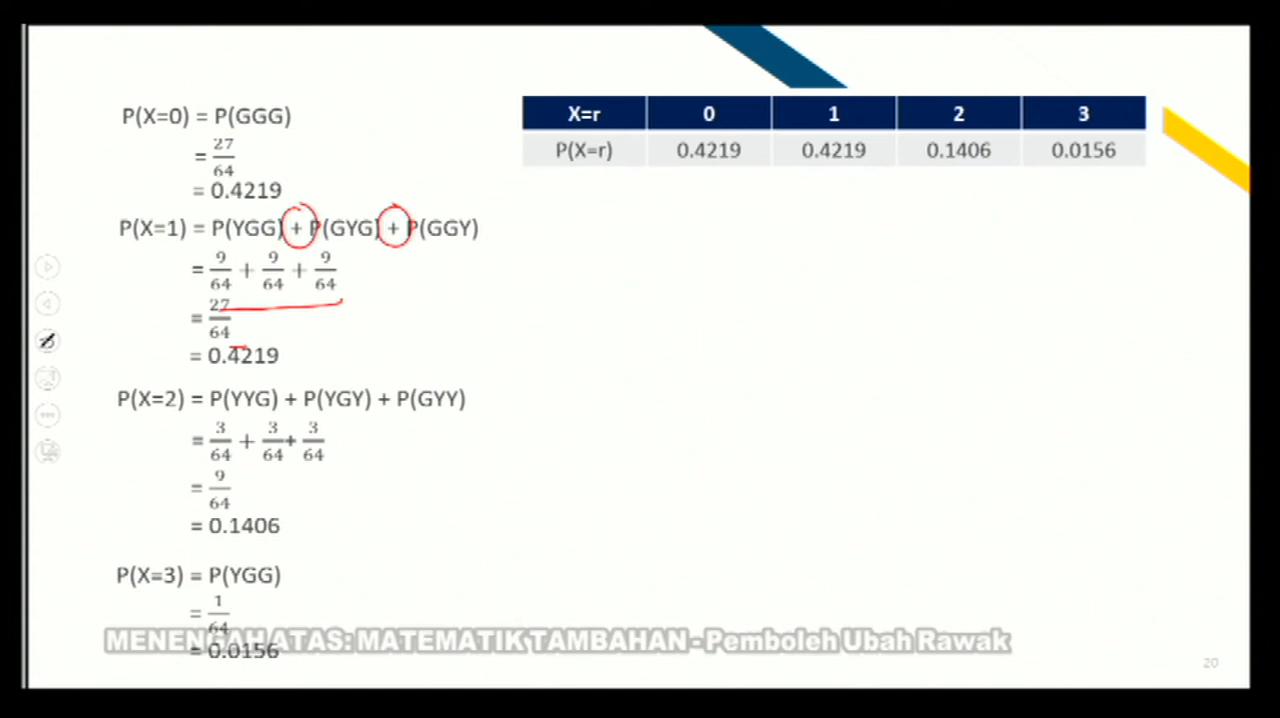 P(X=0) = P(GGG)
= 27/64
= 0.4219
P(X=1) = P(YGG) + P(GYG) + P(GGY)
= 9/64 + 9/64 + 9/64
= 27/64
= 0.4219
P(X=2) = P(YYG) + P(YGY) + P(GYY)
= 3/64 + 3/64 + 3/64
= 9/64
= 0.1406
P(X=3) = P(YGG)
= 1/64
= 0.0156
X=r 0 1 2 3
P(X=r) 0.4219 0.4219 0.1406 0.0156
MENENGAH ATAS: MATEMATIK TAMBAHAN - Pemboleh Ubah Rawak
20